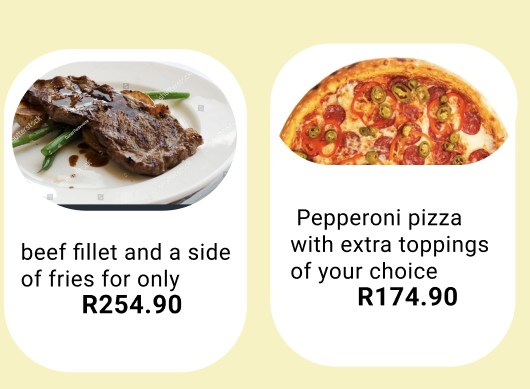 beef fillet and a side
of fries for only
R254.90
Pepperoni pizza
with extra toppings
of your choice
R174.90